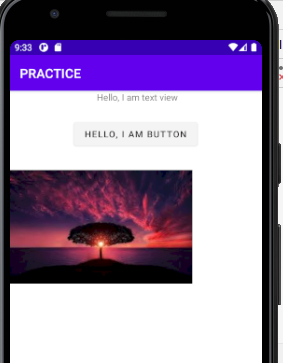 9:33
PRACTICE
Hello, I am text view
HELLO, I AM BUTTON